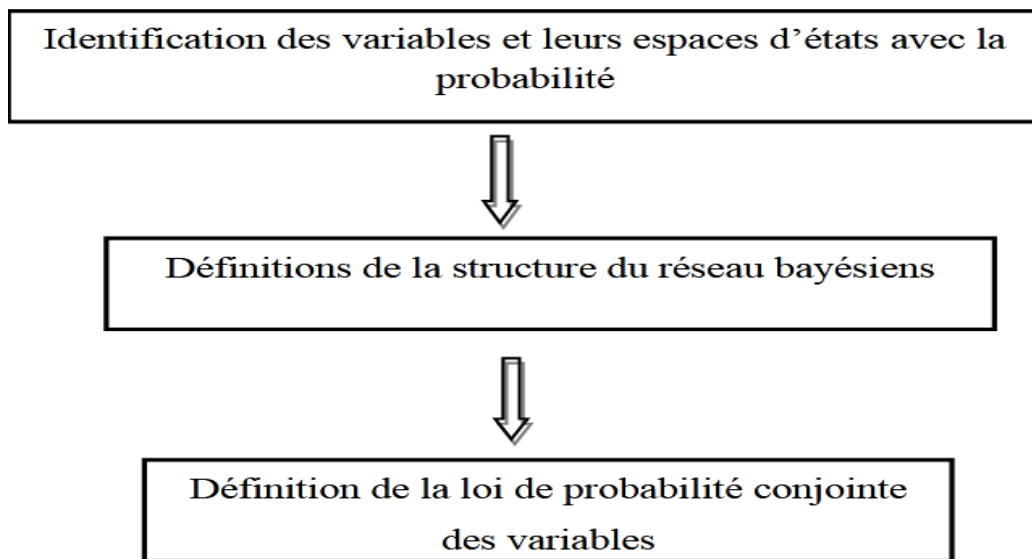 Identification des variables et leurs espaces d’états avec la
probabilité
Définitions de la structure du réseau bayésiens
Définition de la loi de probabilité conjointe
des variables